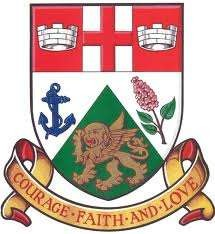 COURAGE · FAITH · AND · LOVE